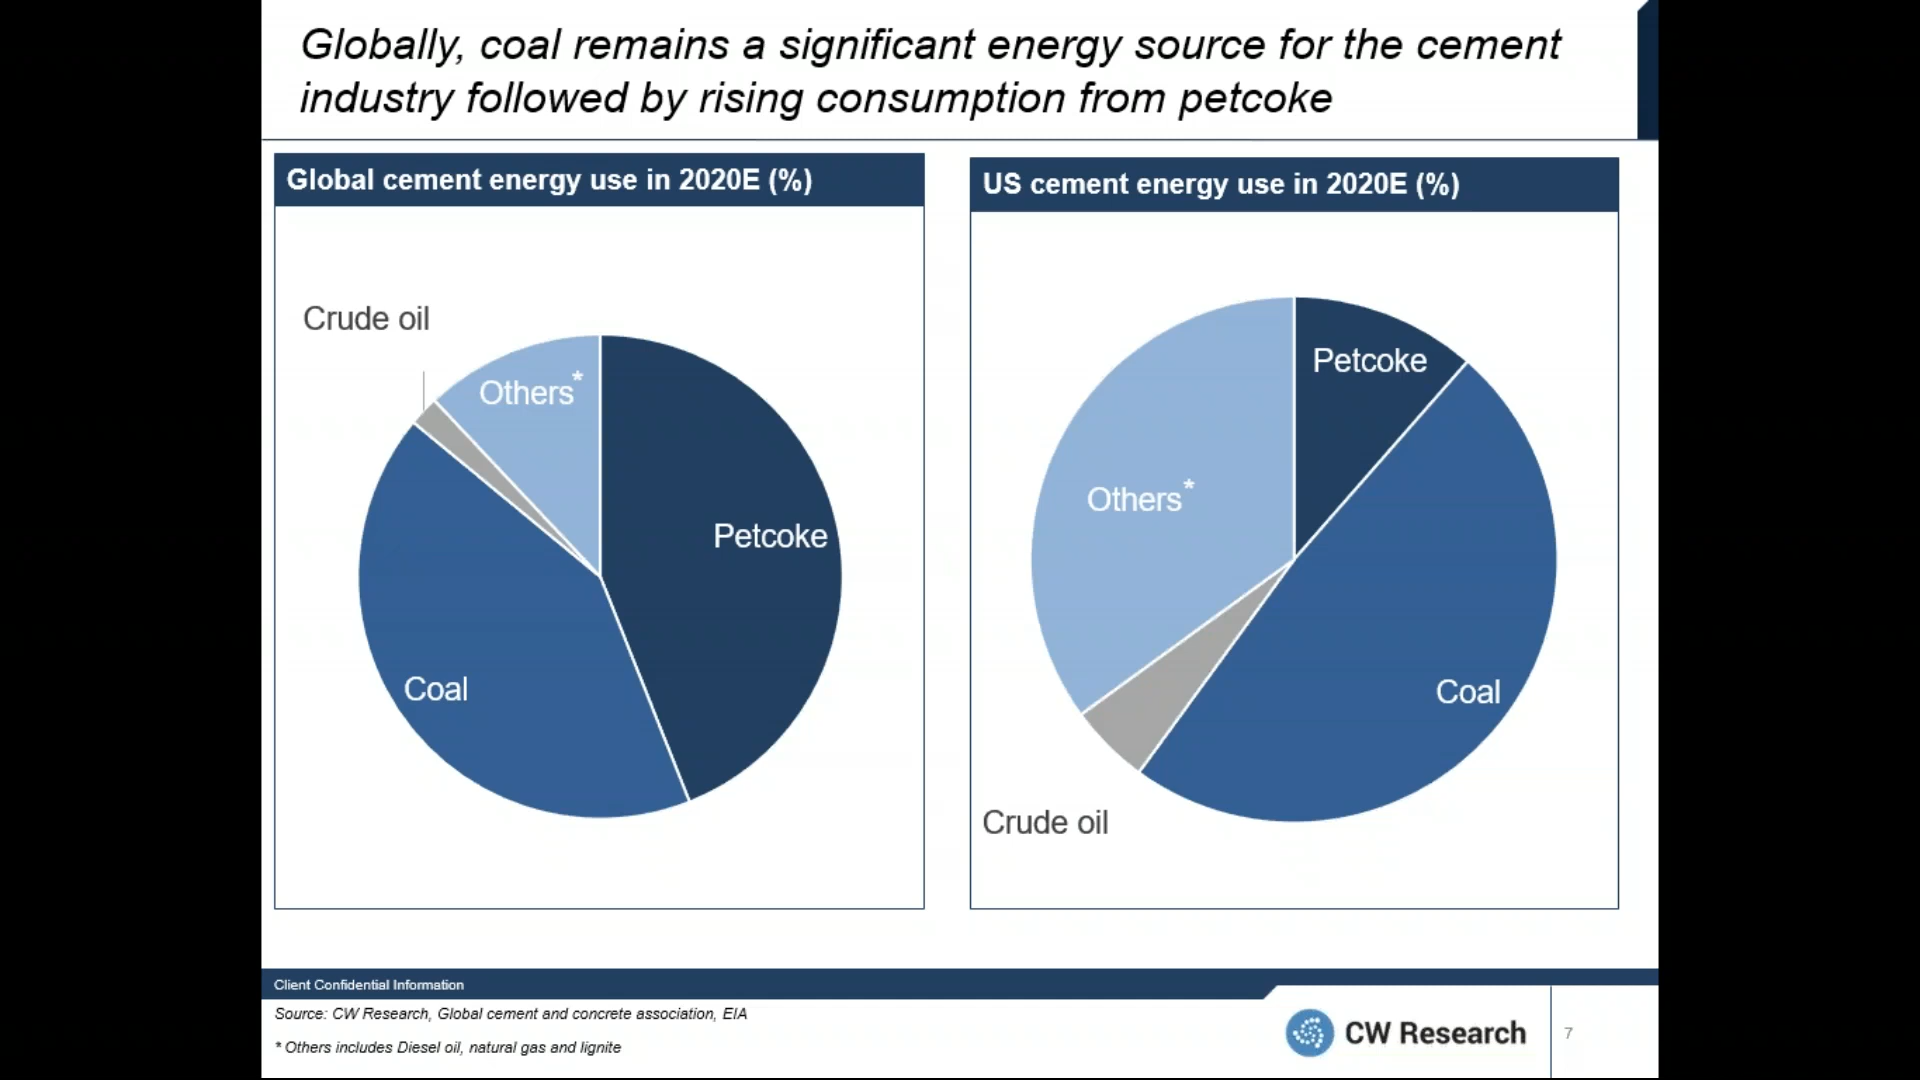 Globally, coal remains a significant energy source for the cement
industry followed by rising consumption from petcoke
Global cement energy use in 2020E (%)
Crude oil
Others*
Petcoke
Coal
US cement energy use in 2020E (%)
Petcoke
Others*
Coal
Crude oil
Client Confidential Information
Source: CW Research, Global cement and concrete association, EIA
* Others includes Diesel oil, natural gas and lignite
CW Research
7